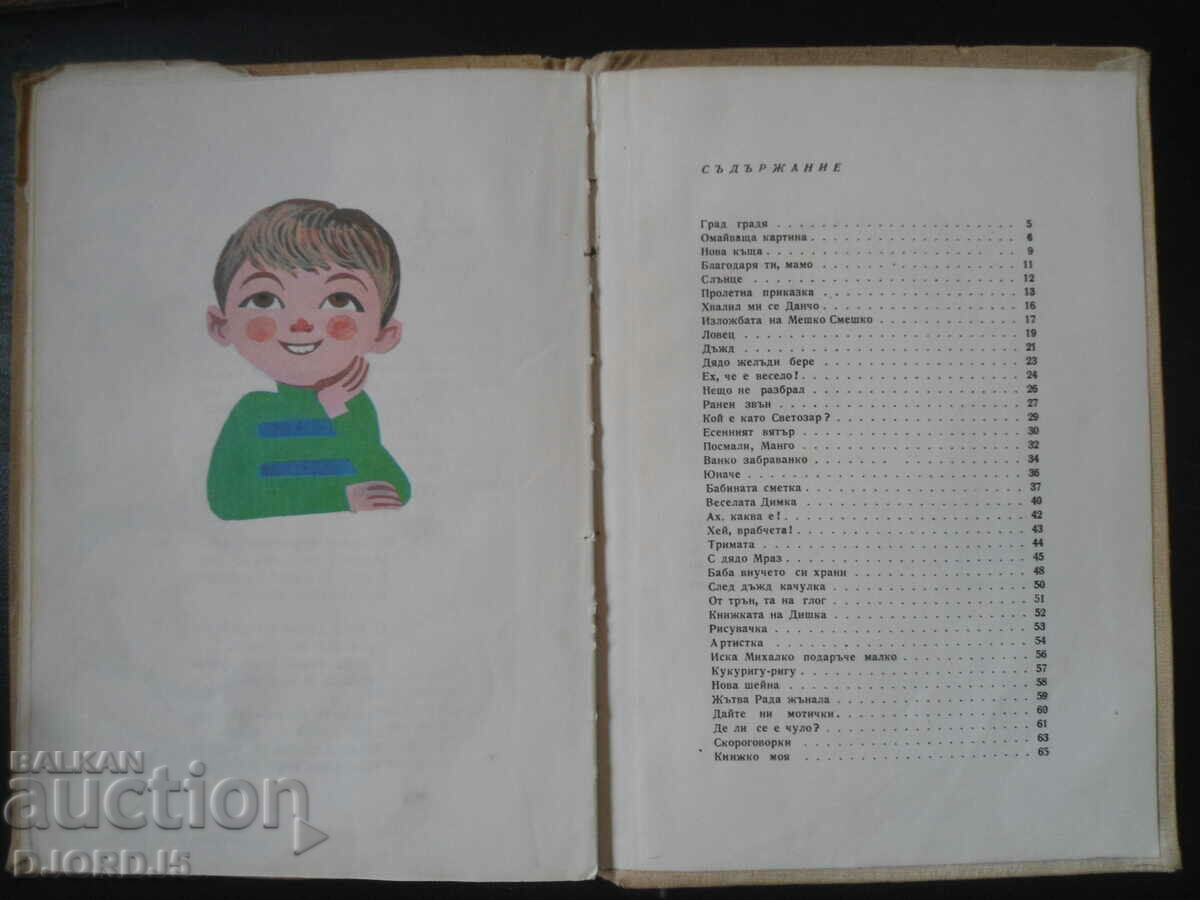 СЪДЪРЖАНИЕ
Град градя . . . . . . . . . . . . . . . . . . . . 5
Омайваща картина . . . . . . . . . . . . . . . . . 6
Нова къща . . . . . . . . . . . . . . . . . . . . 9
Благодаря ти, мамо . . . . . . . . . . . . . . . . 11
Слънце . . . . . . . . . . . . . . . . . . . . . 12
Пролетна приказка . . . . . . . . . . . . . . . . 13
Хвалил ми се Данчо . . . . . . . . . . . . . . . . 16
Изложбата на Мешко Смешко . . . . . . . . . . . . 17
Ловец . . . . . . . . . . . . . . . . . . . . . . 19
Дъжд . . . . . . . . . . . . . . . . . . . . . . 21
Дядо желъди бере . . . . . . . . . . . . . . . . . 23
Ех, че е весело! . . . . . . . . . . . . . . . . . 24
Нещо не разбрал . . . . . . . . . . . . . . . . . 26
Ранен звън . . . . . . . . . . . . . . . . . . . . 27
Кой е като Светозар? . . . . . . . . . . . . . . . 29
Есенният вятър . . . . . . . . . . . . . . . . . . 30
Посмали, Манго . . . . . . . . . . . . . . . . . . 32
Ванко забраванко . . . . . . . . . . . . . . . . . 34
Юначе . . . . . . . . . . . . . . . . . . . . . . 36
Бабината сметка . . . . . . . . . . . . . . . . . 37
Веселата Димка . . . . . . . . . . . . . . . . . . 40
Ах, каква е! . . . . . . . . . . . . . . . . . . . 42
Хей, врабчета! . . . . . . . . . . . . . . . . . . 43
Тримата . . . . . . . . . . . . . . . . . . . . . 44
С дядо Мраз . . . . . . . . . . . . . . . . . . . 45
Баба внучето си храни . . . . . . . . . . . . . . 48
След дъжд качулка . . . . . . . . . . . . . . . . 50
От трън, та на глог . . . . . . . . . . . . . . . 51
Книжката на Дишка . . . . . . . . . . . . . . . . 52
Рисувачка . . . . . . . . . . . . . . . . . . . . 53
Артистка . . . . . . . . . . . . . . . . . . . . . 54
Иска Михалко подаръче малко . . . . . . . . . . . 56
Кукуригу-ригу . . . . . . . . . . . . . . . . . . 57
Нова шейна . . . . . . . . . . . . . . . . . . . . 58
Жътва Рада жънала . . . . . . . . . . . . . . . . 59
Дайте ни мотички . . . . . . . . . . . . . . . . . 60
Де ли се е чуло? . . . . . . . . . . . . . . . . . 61
Скороговорки . . . . . . . . . . . . . . . . . . . 63
Книжко моя . . . . . . . . . . . . . . . . . . . . 65
BALKAN
auction
D.JORD.15